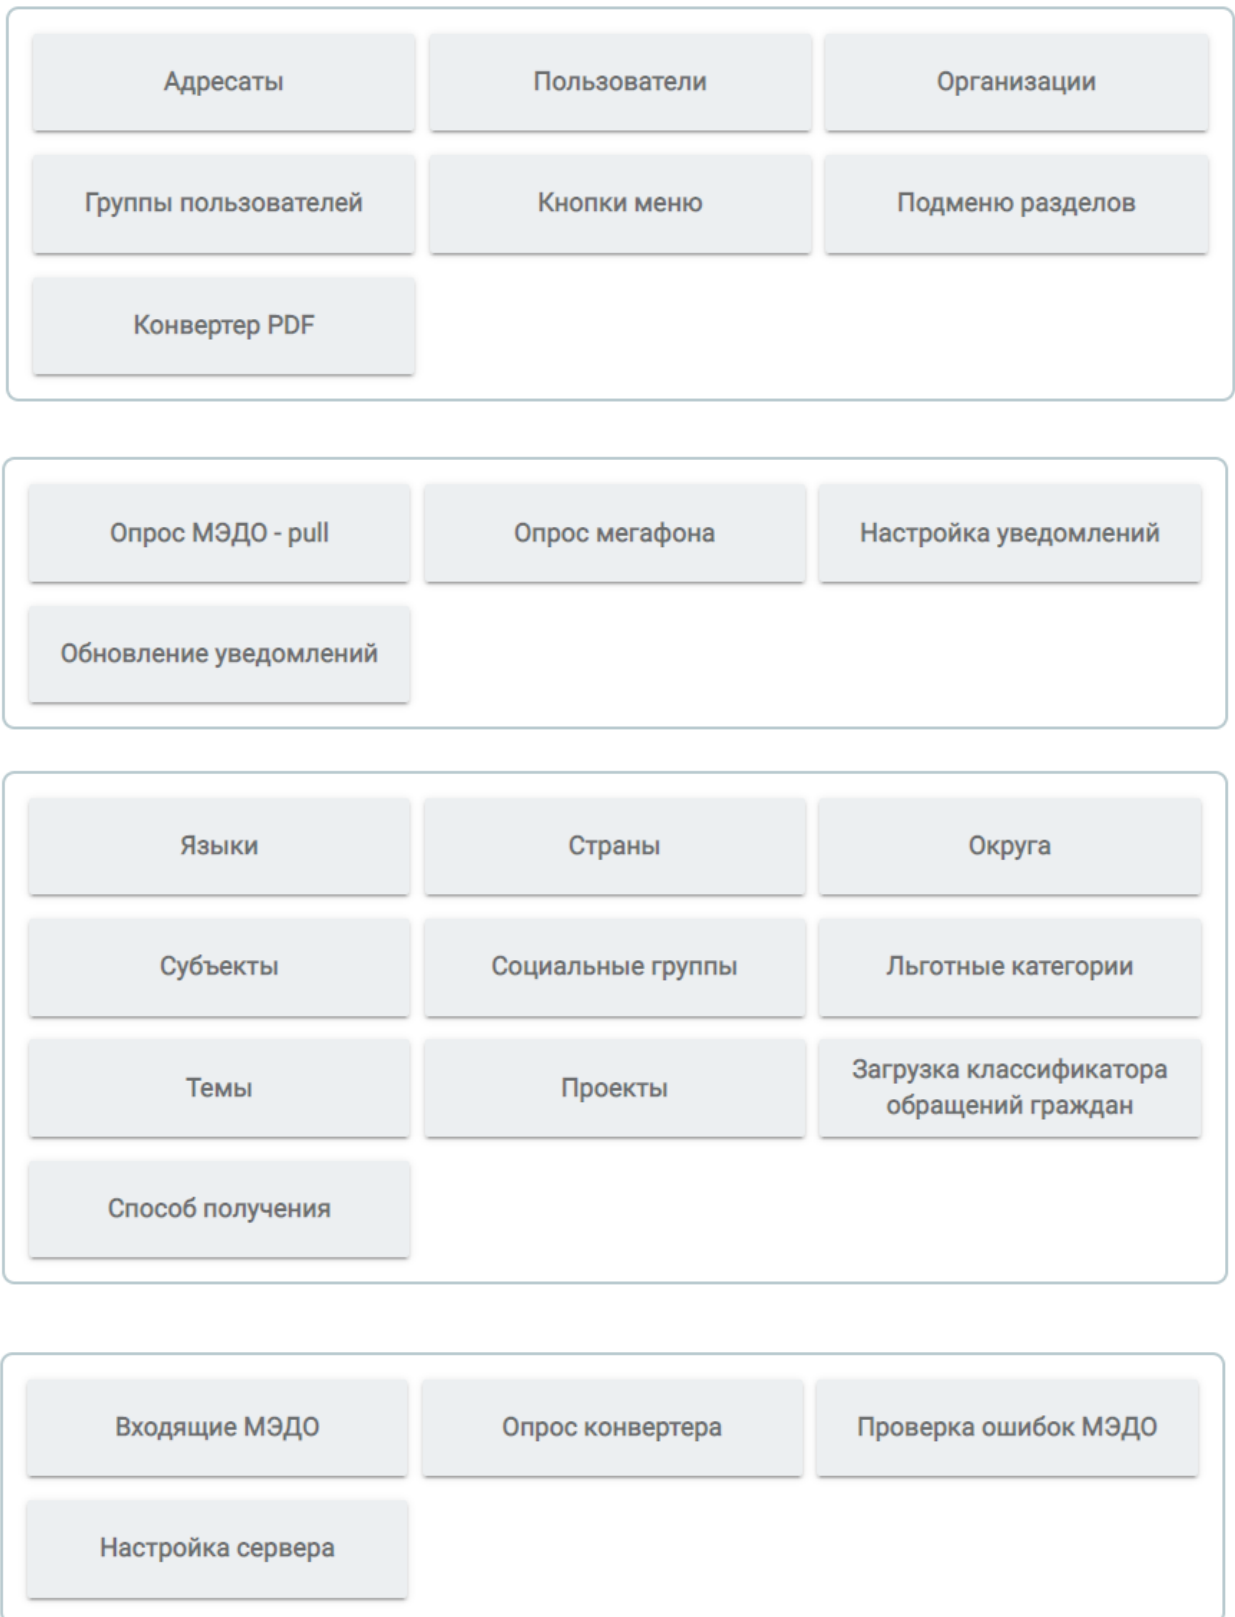 Адресаты
Пользователи
Организации
Группы пользователей
Кнопки меню
Подменю разделов
Конвертер PDF
Опрос МЭДО - pull
Опрос мегафона
Настройка уведомлений
Обновление уведомлений
Языки
Страны
Округа
Субъекты
Социальные группы
Льготные категории
Темы
Проекты
Загрузка классификатора
обращений граждан
Способ получения
Входящие МЭДО
Опрос конвертера
Проверка ошибок МЭДО
Настройка сервера